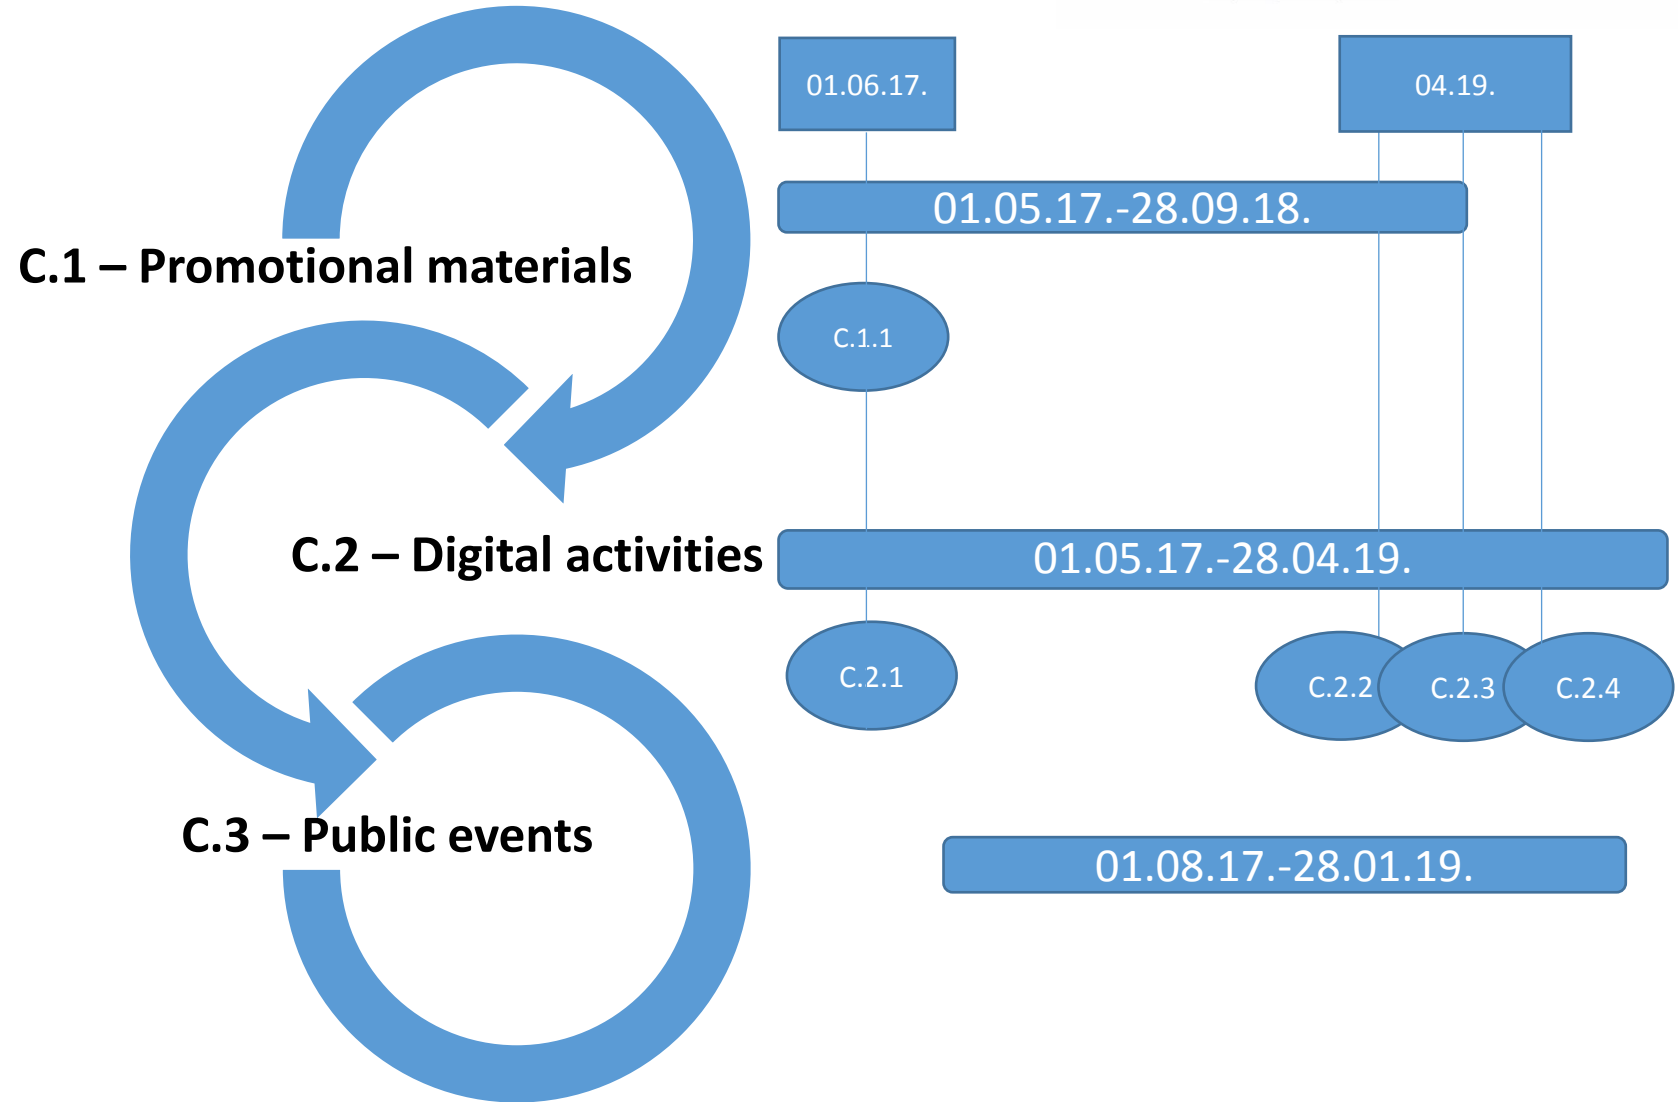 01.06.17.
04.19.
01.05.17.-28.09.18.
C.1 – Promotional materials
C.1.1
C.2 – Digital activities
01.05.17.-28.04.19.
C.2.1
C.2.2
C.2.3
C.2.4
C.3 – Public events
01.08.17.-28.01.19.